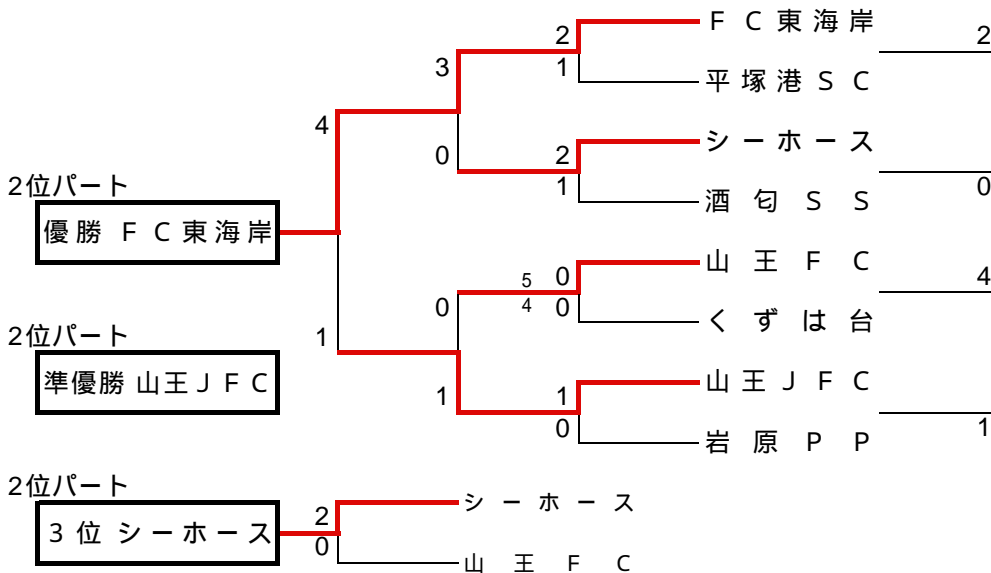 FC東海岸
2
2
3
1
平塚港SC
4
シーホース
0
2
2位パート
1
0
酒匂SS
優勝 FC東海岸
山王FC
5
0
4
0
4
0
くずは台
2位パート
1
準優勝 山王JFC
山王JFC
1
1
0
1
岩原PP
2位パート
シーホース
2
3位 シーホース
0
山王FC